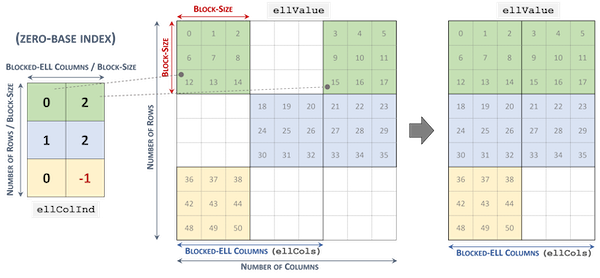 (ZERO-BASE INDEX)
BLOCKED-ELL COLUMNS / BLOCK-SIZE
NUMBER OF ROWS / BLOCK-SIZE
0 2
1 2
0 -1
ellColInd
BLOCK-SIZE
ellValue
BLOCK-SIZE
NUMBER OF ROWS
0 1 2 3 4 5
6 7 8 9 10 11
12 13 14 15 16 17
18 19 20 21 22 23
24 25 26 27 28 29
30 31 32 33 34 35
36 37 38
42 43 44
48 49 50
BLOCKED-ELL COLUMNS (ellCols)
NUMBER OF COLUMNS
ellValue
0 1 2 3 4 5
6 7 8 9 10 11
12 13 14 15 16 17
18 19 20 21 22 23
24 25 26 27 28 29
30 31 32 33 34 35
36 37 38
42 43 44
48 49 50
BLOCKED-ELL COLUMNS (ellCols)